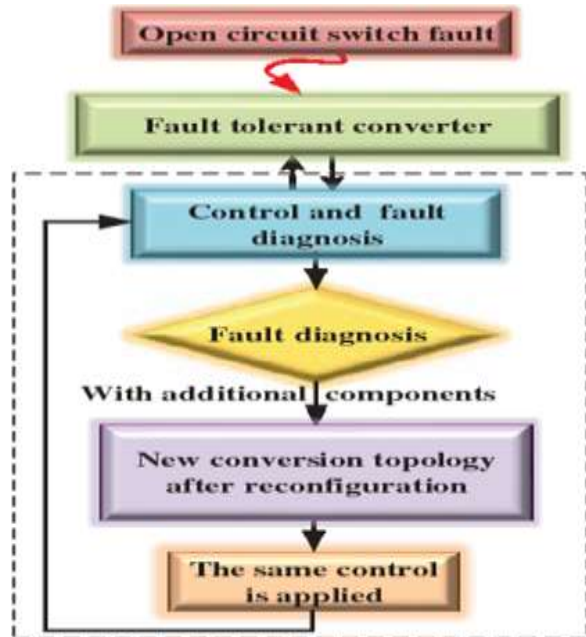 Open circuit switch fault
Fault tolerant converter
Control and fault
diagnosis
Fault diagnosis
With additional components
New conversion topology
after reconfiguration
The same control
is applied